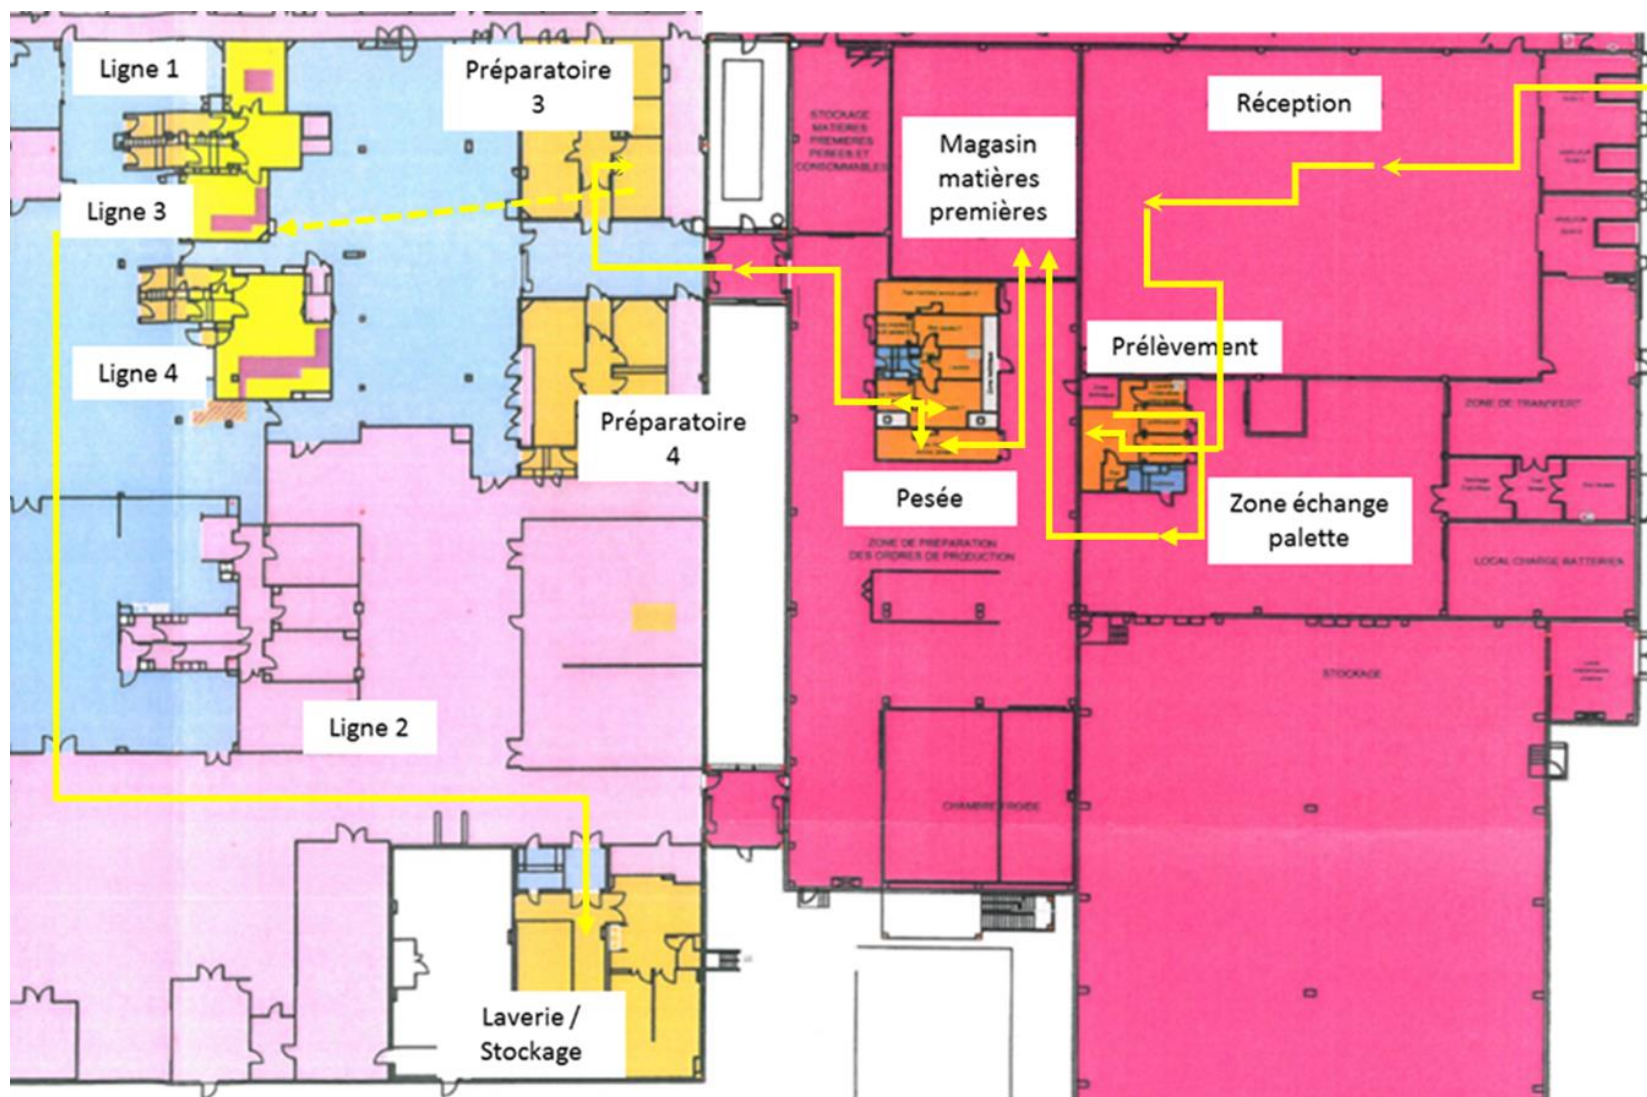 Ligne 1
Préparatoire
3
Réception
STOCKAGE
MATIERES
PREMIERES
PESEES ET
CONSOMMABLES
Magasin
matières
premières
Ligne 3
Ligne 4
Prélèvement
ZONE DE TRANSFERT
Préparatoire
4
Pesée
Zone échange
palette
ZONE DE PREPARATION
DES ORDRES DE PRODUCTION
LOCAL CHARGE BATTERIES
STOCKAGE
Ligne 2
CHAMBRE FROIDE
Laverie /
Stockage